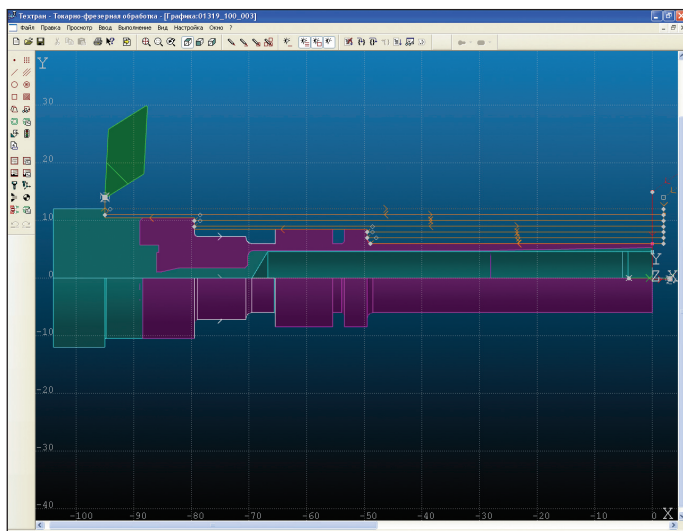 Техтран - Токарно-фрезерная обработка - [Графика:01319_100_003]
Файл Правка Просмотр Ввод Выполнение Вид Настройка Окно ?
Y
30
20
10
0
Y
Z X
-10
-20
-30
-40
-100 -90 -80 -70 -60 -50 -40 -30 -20 -10 0 X